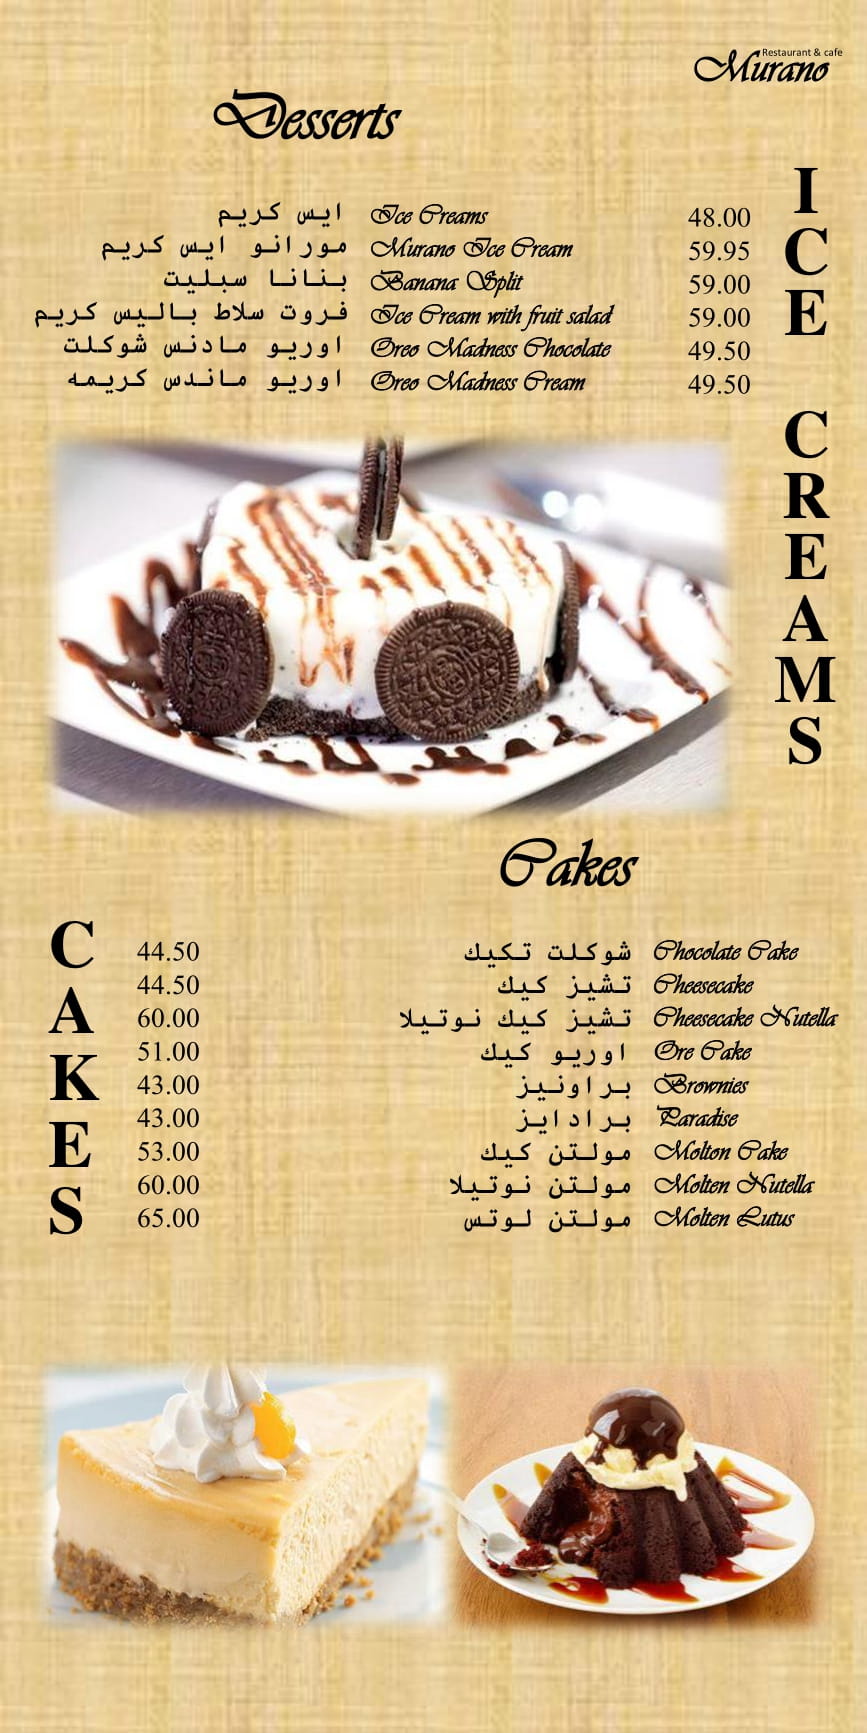 Restaurant & cafe
Murano
Desserts
ايس كريم Ice Creams 48.00
مورانو ايس كريم Murano Ice Cream 59.95
بنانا سبليت Banana Split 59.00
فروت سلاط باليس كريم Ice Cream with fruit salad 59.00
اوريو مادنس شوكلت Oreo Madness Chocolate 49.50
اوريو ماندس كريمه Oreo Madness Cream 49.50
ICE CREAMS
Cakes
CAKES
44.50 شوكلت تكيك Chocolate Cake
44.50 تشيز كيك Cheesecake
60.00 تشيز كيك نوتيلا Cheesecake Nutella
51.00 اوريو كيك Ore Cake
43.00 براونيز Brownies
43.00 برادايز Paradise
53.00 مولتن كيك Molton Cake
60.00 مولتن نوتيلا Molten Nutella
65.00 مولتن لوتس Molten Lutus